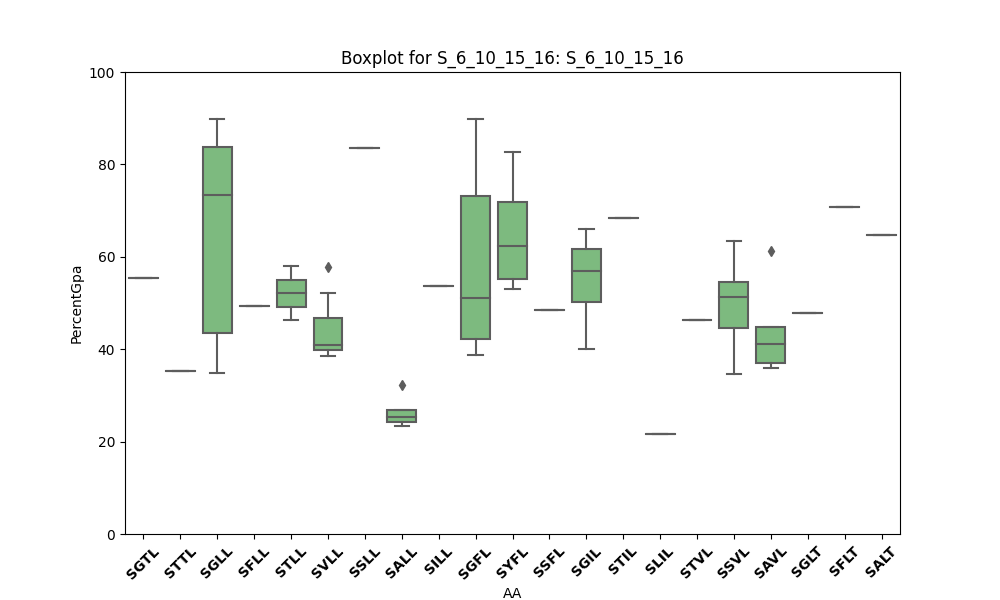 Boxplot for S_6_10_15_16: S_6_10_15_16
100
80
60
40
20
0
PercentGpa
SGTL STTL SGLL SFLL STLL SVLL SSLL SALL SILL SGFL SYFL SSFL SGIL STIL SLIL STVL SSVL SAVL SGLT SFLT SALT
AA